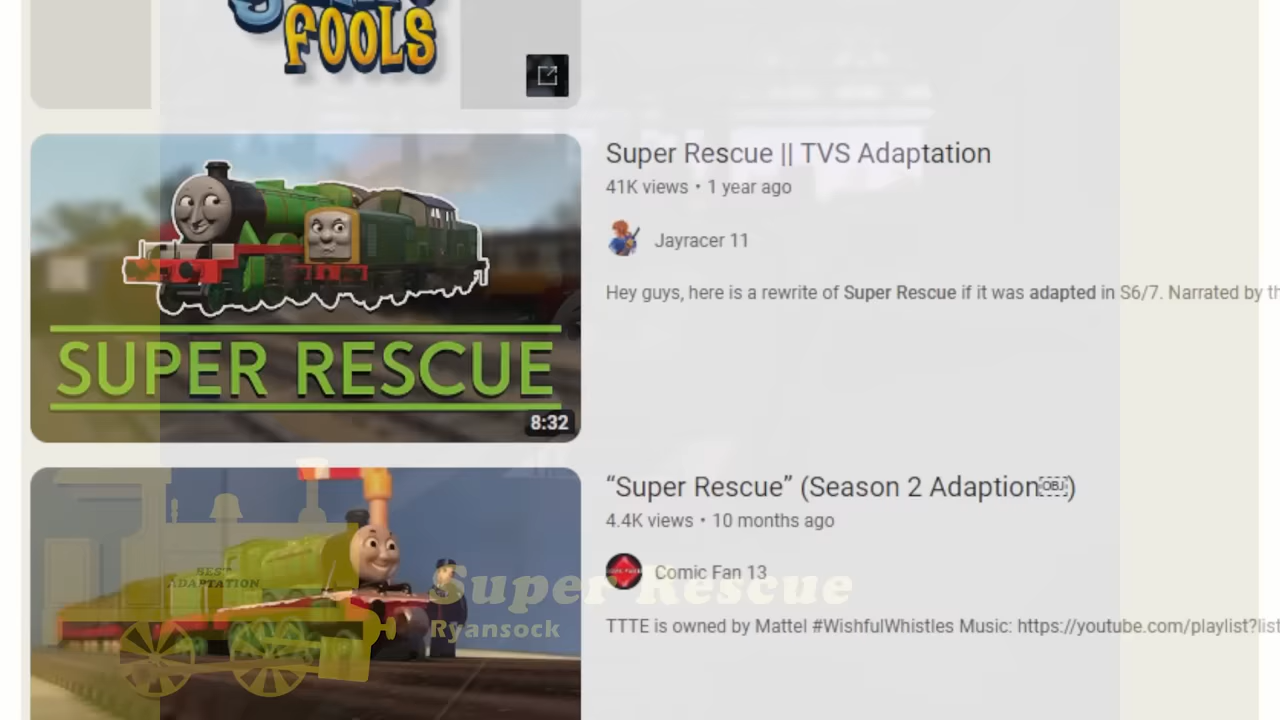 FOOLS
Super Rescue || TVS Adaptation
41K views • 1 year ago
Jayracer 11
Hey guys, here is a rewrite of Super Rescue if it was adapted in S6/7. Narrated by th
SUPER RESCUE
8:32
“Super Rescue” (Season 2 Adaption￼)
4.4K views • 10 months ago
Comic Fan 13
TTTE is owned by Mattel #WishfulWhistles Music: https://youtube.com/playlist?list
BEST
ADAPTATION
Super Rescue
Ryansock